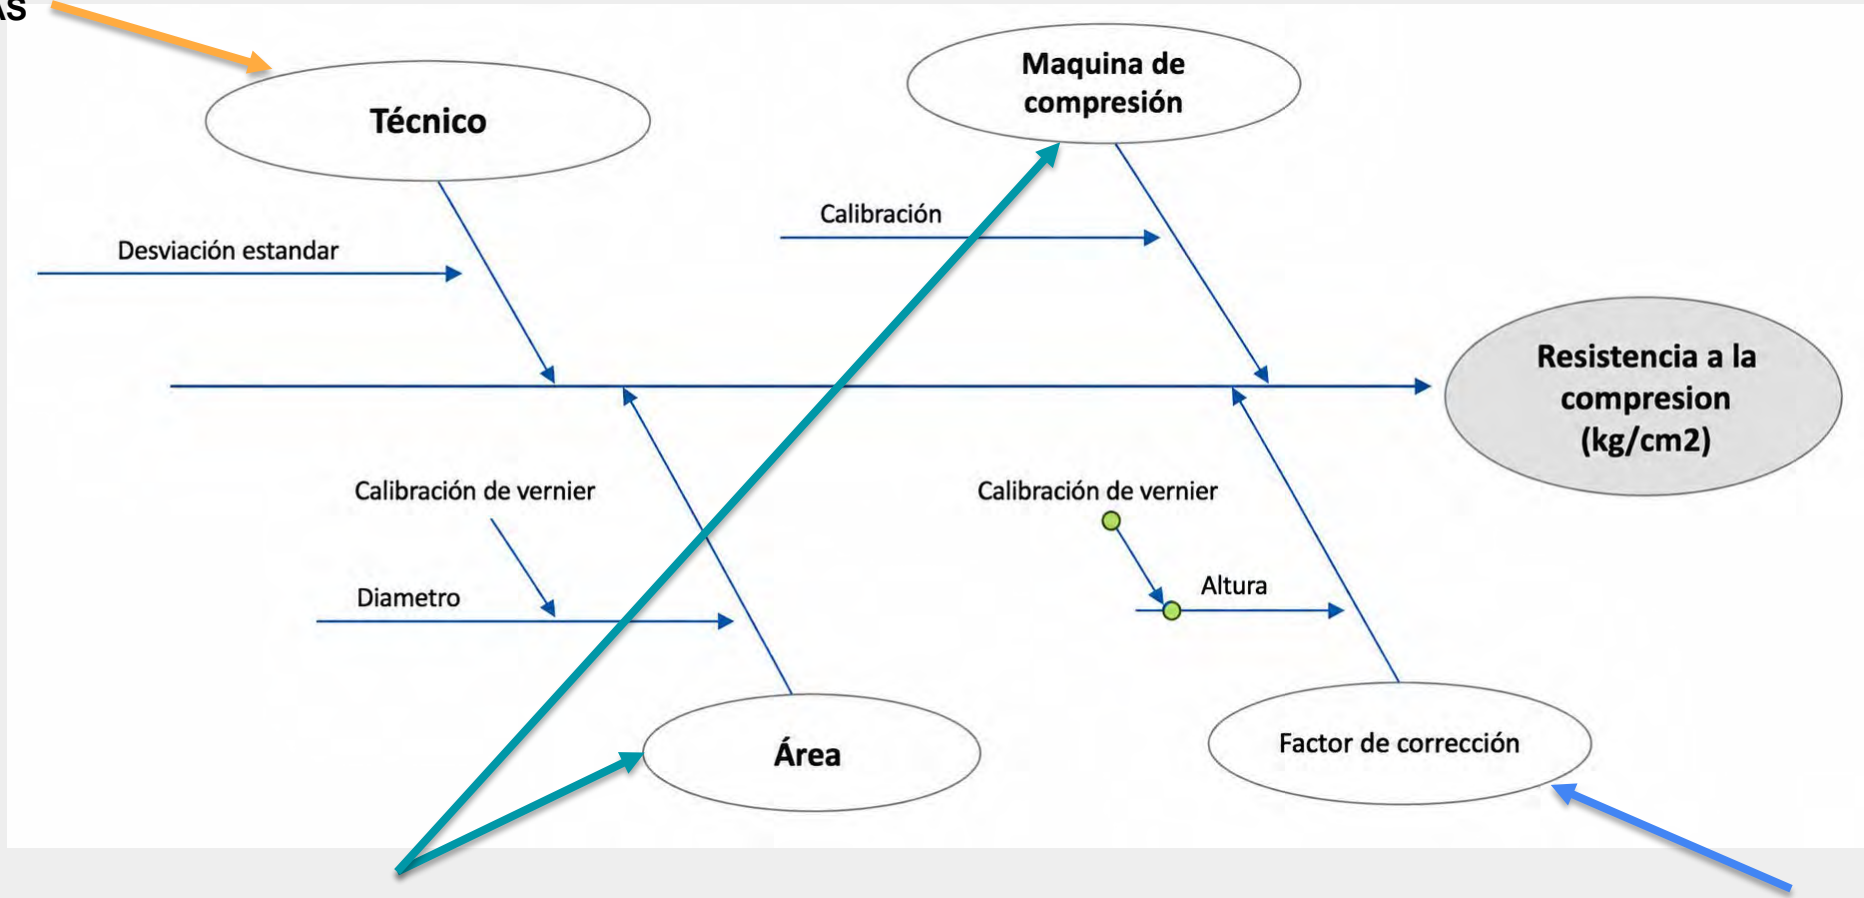 AS
Técnico
Maquina de
compresión
Calibración
Desviación estandar
Resistencia a la
compresion
(kg/cm2)
Calibración de vernier
Diametro
Calibración de vernier
Altura
Área
Factor de corrección